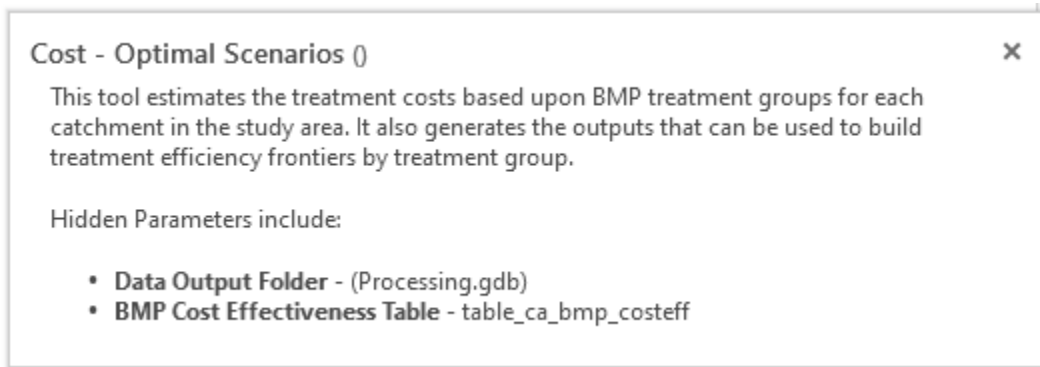 Cost - Optimal Scenarios ()
This tool estimates the treatment costs based upon BMP treatment groups for each
catchment in the study area. It also generates the outputs that can be used to build
treatment efficiency frontiers by treatment group.
Hidden Parameters include:
• Data Output Folder - (Processing.gdb)
• BMP Cost Effectiveness Table - table_ca_bmp_costeff